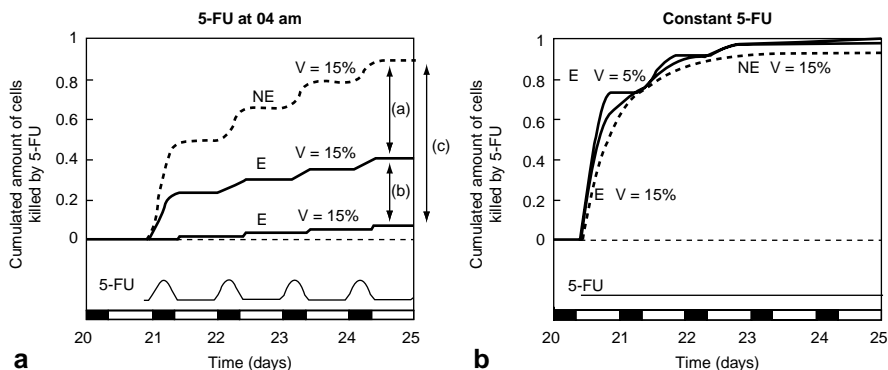 5-FU at 04 am
Cumulated amount of cells
killed by 5-FU
1
0.8
0.6
0.4
0.2
0
V = 15%
NE
(a)
(c)
E
V = 15%
(b)
E
V = 15%
5-FU
20
21
22
23
24
25
a
Time (days)
Constant 5-FU
Cumulated amount of cells
killed by 5-FU
1
0.8
0.6
0.4
0.2
0
E V = 5%
NE V = 15%
E V = 15%
5-FU
20
21
22
23
24
25
b
Time (days)